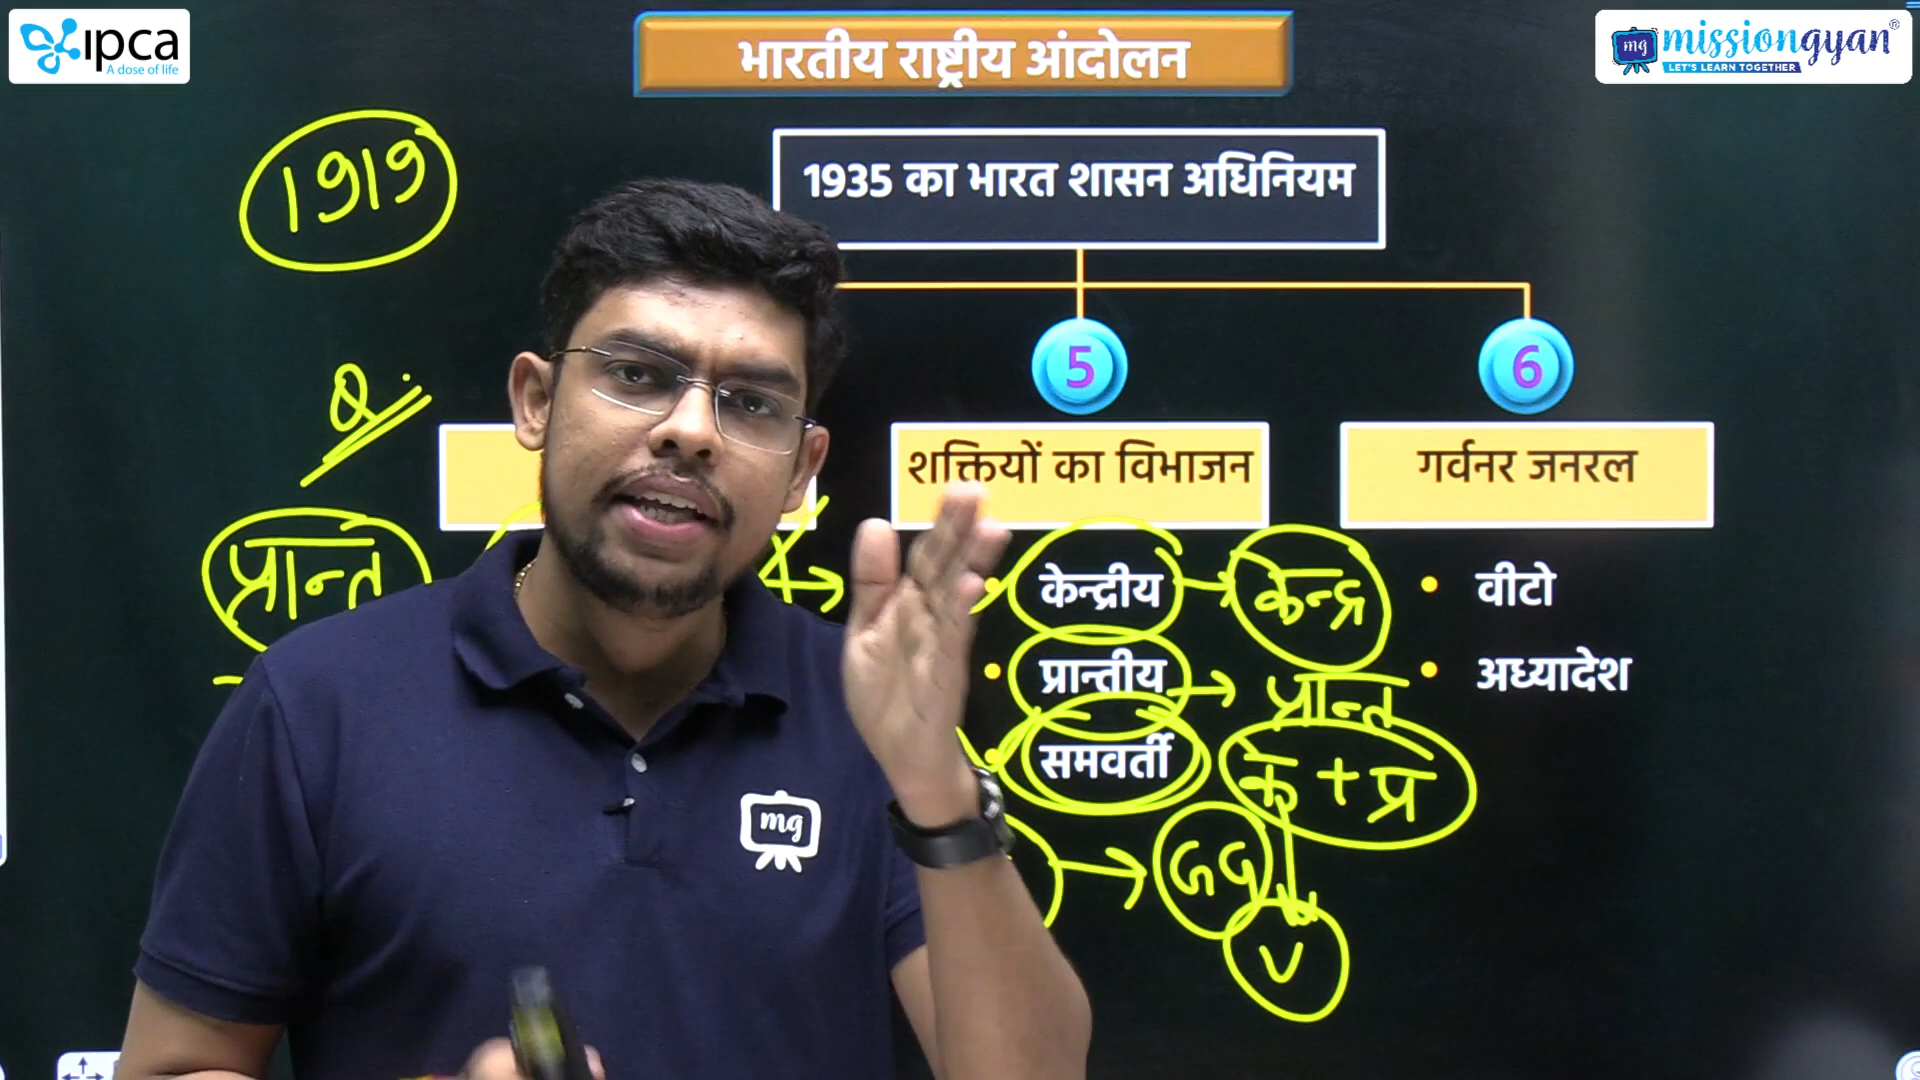 ipca
A dose of life
भारतीय राष्ट्रीय आंदोलन
missiongyan
LET'S LEARN TOGETHER
1919
1935 का भारत शासन अधिनियम
5
6
Q.
शक्तियों का विभाजन
गर्वनर जनरल
प्रान्त
केन्द्रीय
केन्द्र
वीटो
प्रान्तीय
प्रान्त
अध्यादेश
समवर्ती
के + प्र
mg
V